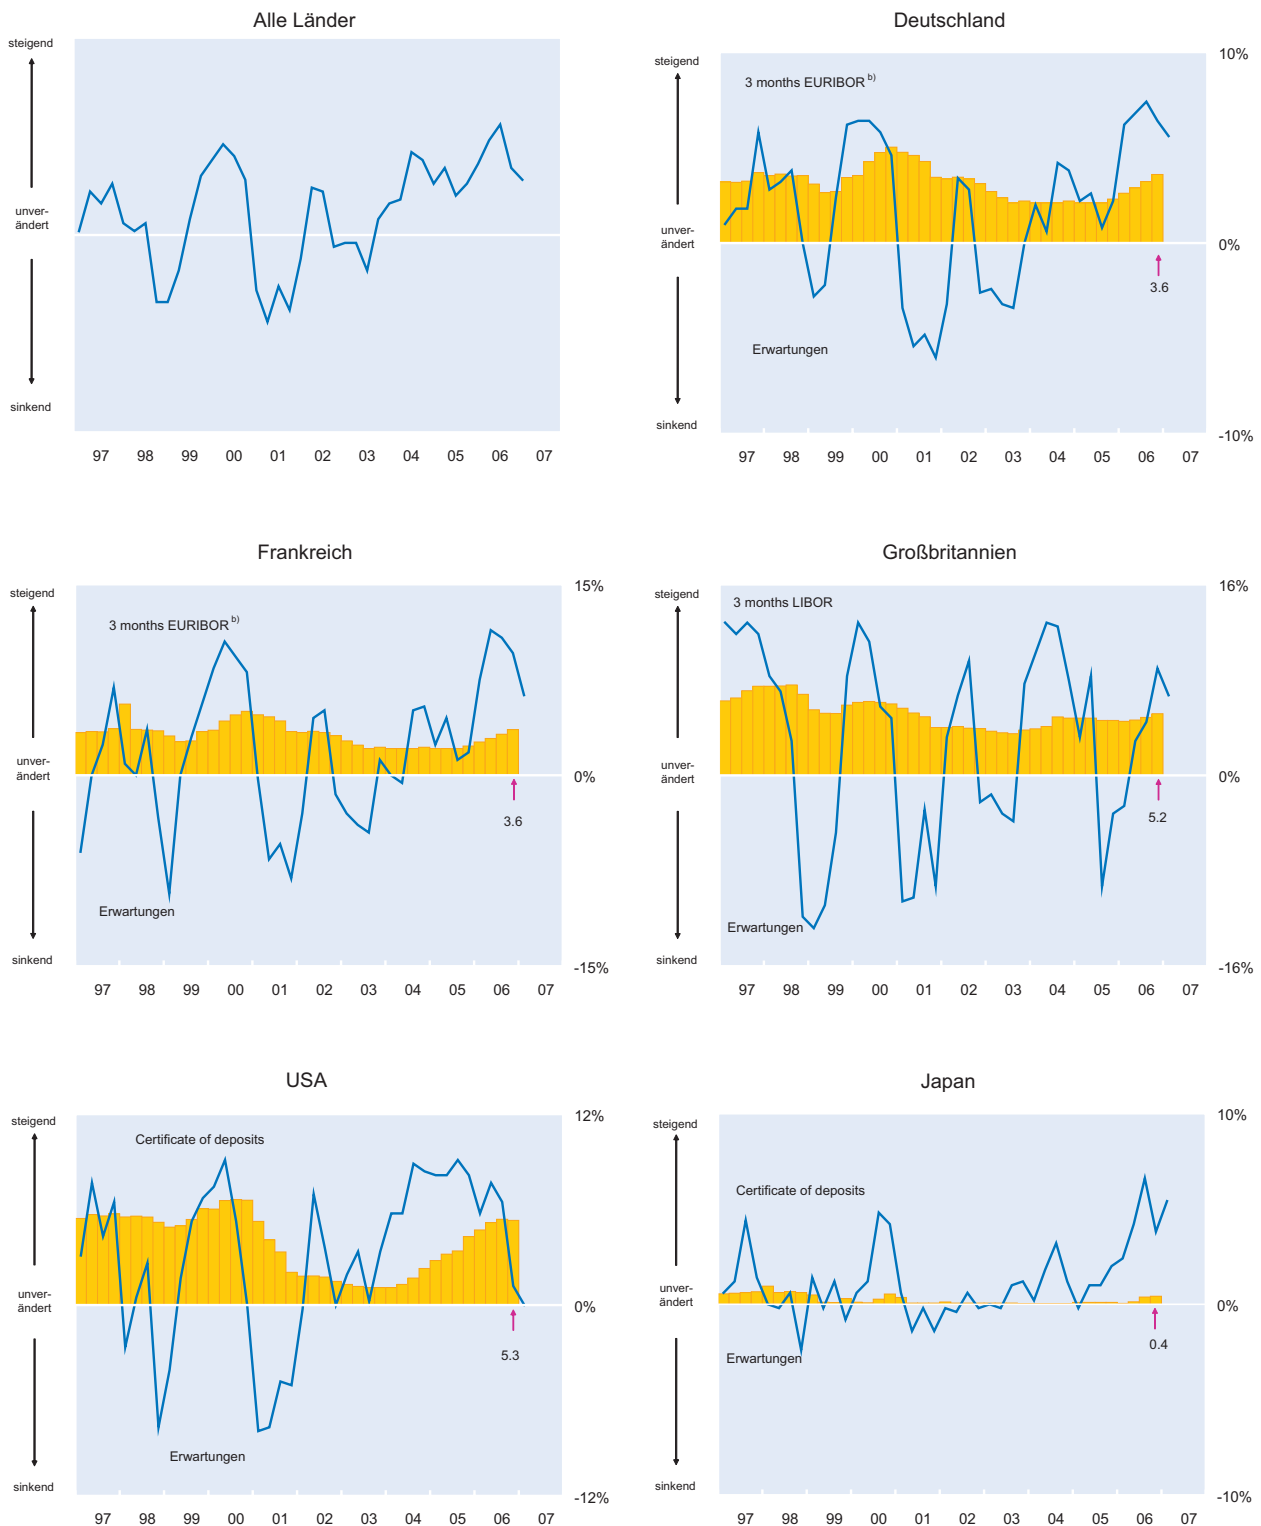 Alle Länder
steigend
unver-
ändert
sinkend
97 98 99 00 01 02 03 04 05 06 07
Deutschland
steigend
10%
3 months EURIBOR b)
unver-
ändert
0%
3.6
Erwartungen
sinkend
-10%
97 98 99 00 01 02 03 04 05 06 07
Frankreich
steigend
15%
3 months EURIBOR b)
unver-
ändert
0%
3.6
Erwartungen
sinkend
-15%
97 98 99 00 01 02 03 04 05 06 07
Großbritannien
steigend
16%
3 months LIBOR
unver-
ändert
0%
5.2
Erwartungen
sinkend
-16%
97 98 99 00 01 02 03 04 05 06 07
USA
steigend
12%
Certificate of deposits
unver-
ändert
0%
5.3
Erwartungen
sinkend
-12%
97 98 99 00 01 02 03 04 05 06 07
Japan
steigend
10%
Certificate of deposits
unver-
ändert
0%
0.4
Erwartungen
sinkend
-10%
97 98 99 00 01 02 03 04 05 06 07